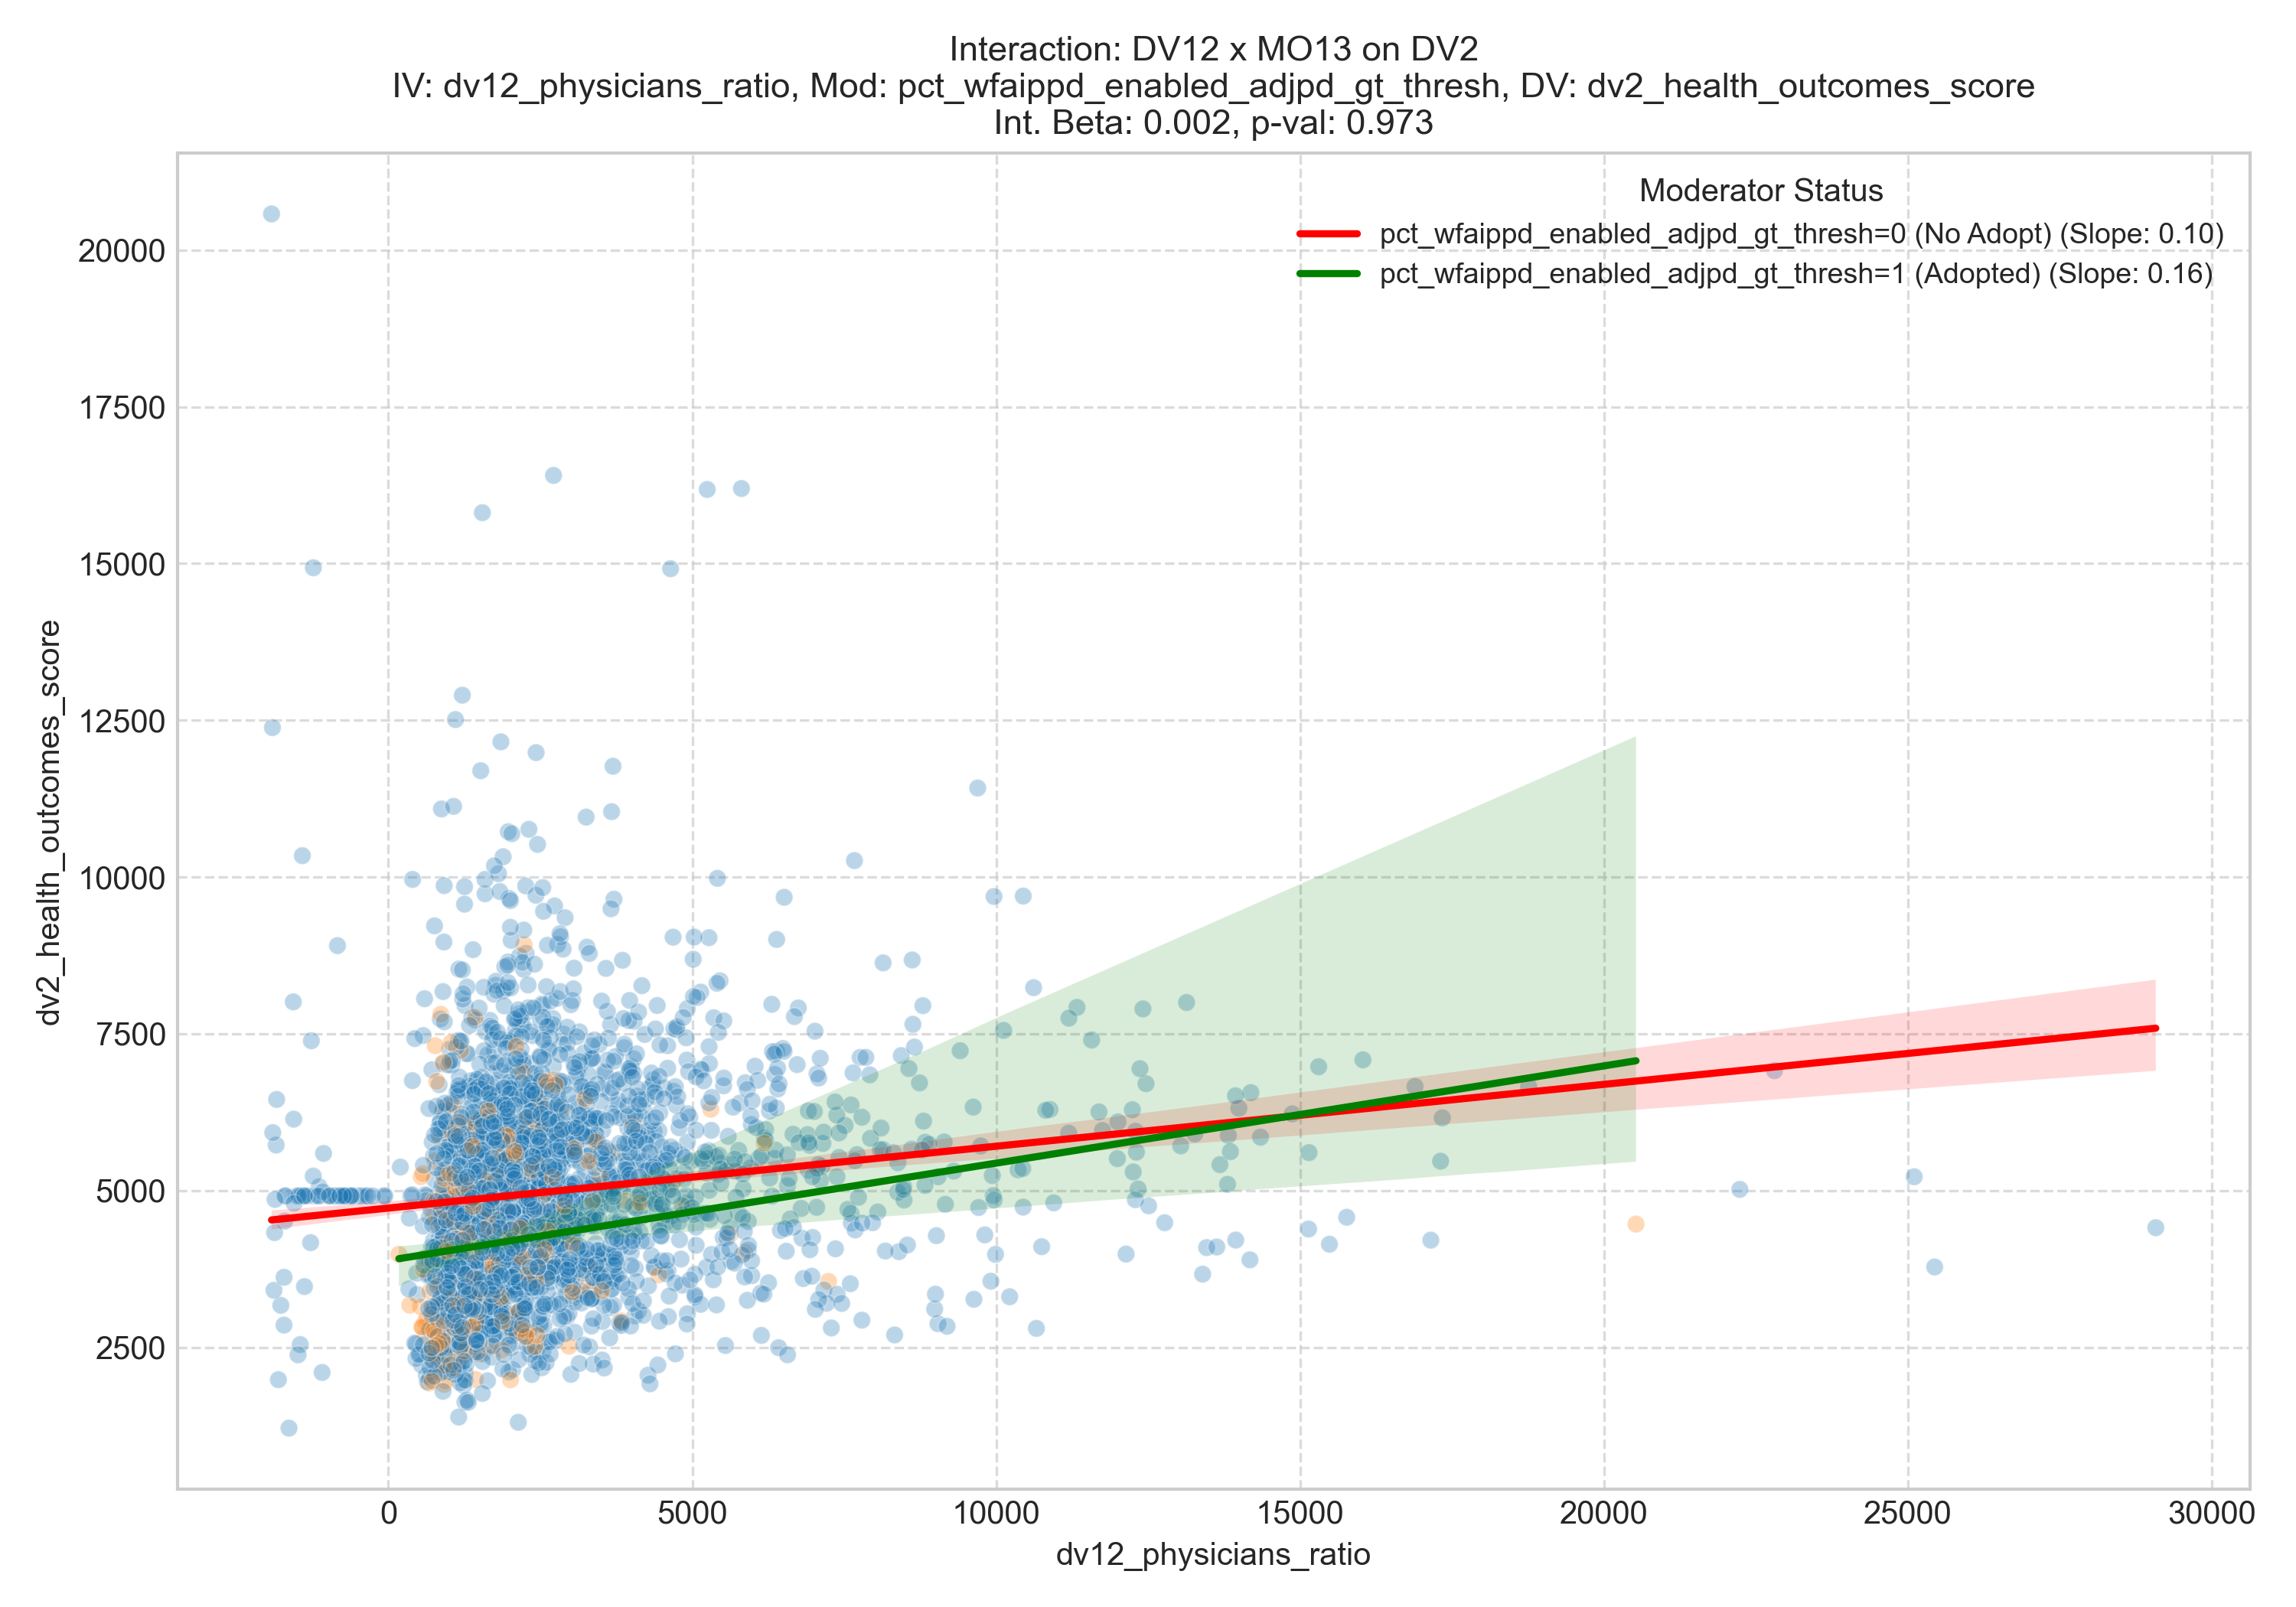 Interaction: DV12 x MO13 on DV2
IV: dv12_physicians_ratio, Mod: pct_wfaippd_enabled_adjpd_gt_thresh, DV: dv2_health_outcomes_score
Int. Beta: 0.002, p-val: 0.973
Moderator Status
pct_wfaippd_enabled_adjpd_gt_thresh=0 (No Adopt) (Slope: 0.10)
pct_wfaippd_enabled_adjpd_gt_thresh=1 (Adopted) (Slope: 0.16)
dv2_health_outcomes_score
20000
17500
15000
12500
10000
7500
5000
2500
0
5000
10000
15000
20000
25000
30000
dv12_physicians_ratio